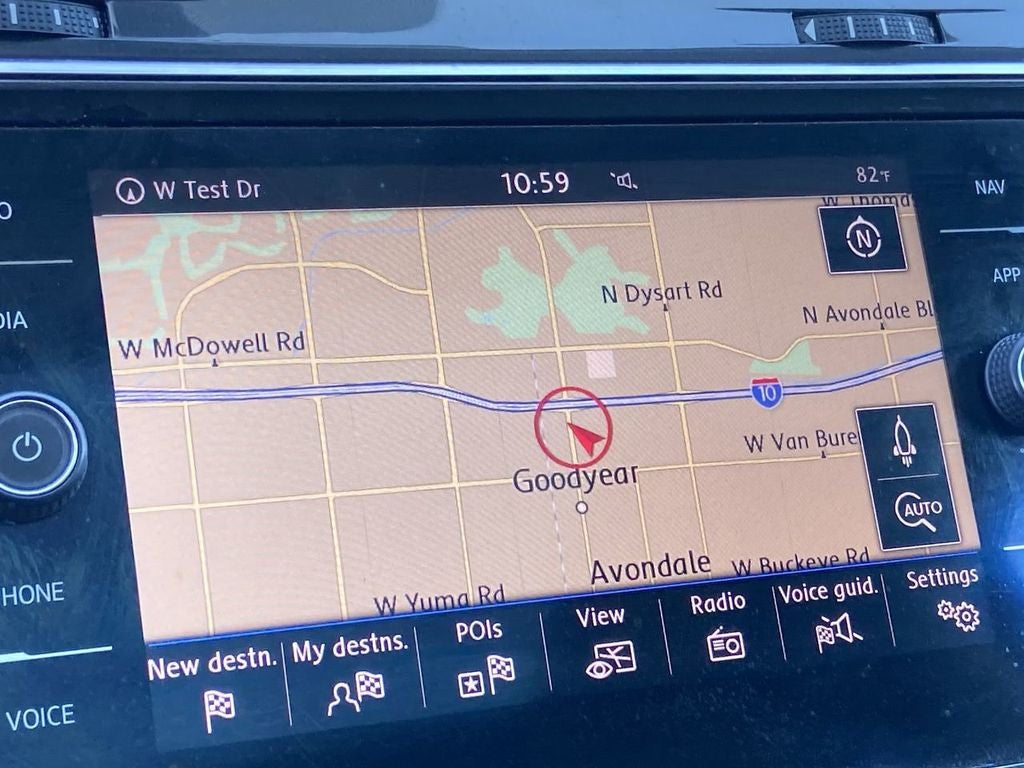 W Test Dr
10:59
82°F
NAV
W Thomas
N
APP
N Dysart Rd
N Avondale Bl
W McDowell Rd
10
W Van Bure
Goodyear
AUTO
Avondale
W Buckeye Rd
W Yuma Rd
New destn.
My destns.
POIs
View
Radio
Voice guid.
Settings
O
DIA
HONE
VOICE